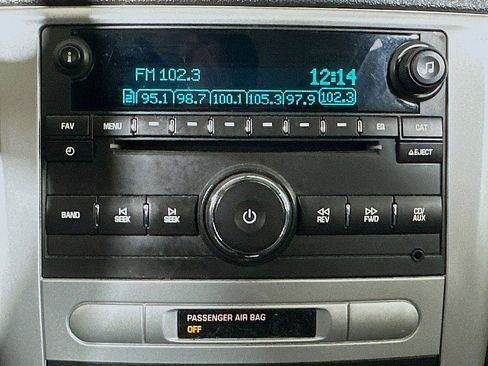 FM 102.3 12:14
2 95.1 98.7 100.1 105.3 97.9 102.3
FAV MENU EQ CAT
EJECT
BAND SEEK SEEK REV FWD CD/
AUX
PASSENGER AIR BAG
OFF